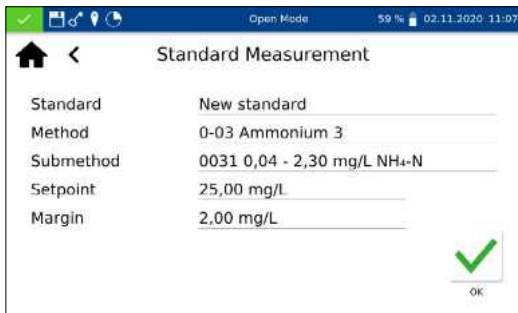 Open Mode 59 % 02.11.2020 11:07
Standard Measurement
Standard New standard
Method 0-03 Ammonium 3
Submethod 0031 0,04 - 2,30 mg/L NH₄-N
Setpoint 25,00 mg/L
Margin 2,00 mg/L
OK